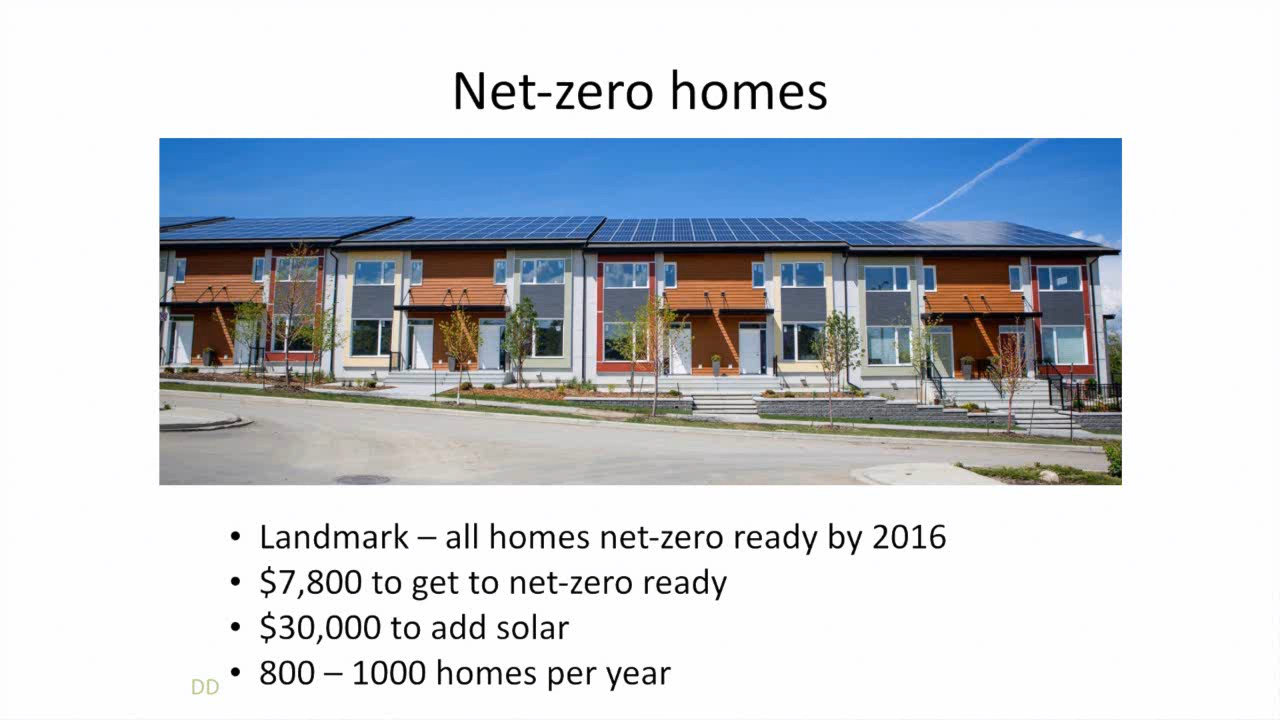 Net-zero homes
• Landmark – all homes net-zero ready by 2016
• $7,800 to get to net-zero ready
• $30,000 to add solar
• 800 – 1000 homes per year
DD